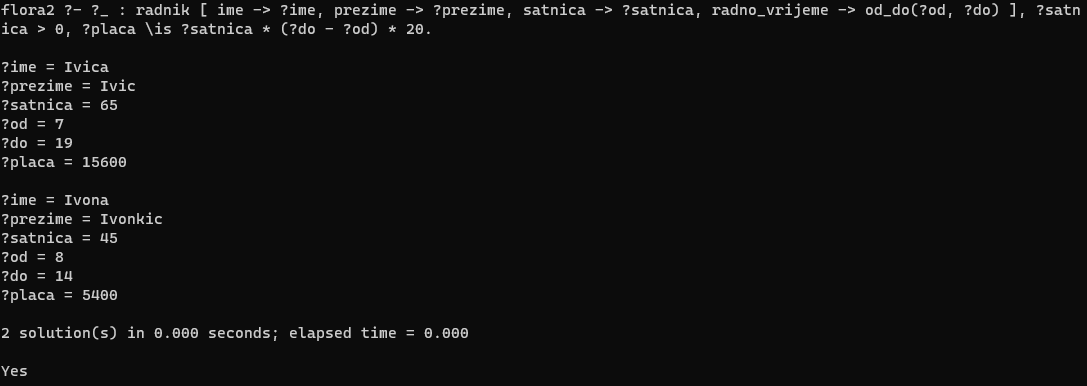 flora2 ?- ?_ : radnik [ ime -> ?ime, prezime -> ?prezime, satnica -> ?satnica, radno_vrijeme -> od_do(?od, ?do) ], ?satn
ica > 0, ?placa \is ?satnica * (?do - ?od) * 20.
?ime = Ivica
?prezime = Ivic
?satnica = 65
?od = 7
?do = 19
?placa = 15600
?ime = Ivona
?prezime = Ivonkic
?satnica = 45
?od = 8
?do = 14
?placa = 5400
2 solution(s) in 0.000 seconds; elapsed time = 0.000
Yes